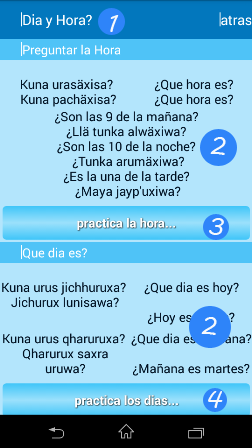 Dia y Hora? 1 atras
Preguntar la Hora
Kuna urasäxisa? ¿Que hora es?
Kuna pachäxisa? ¿Que hora es?
¿Son las 9 de la mañana?
¿Llä tunka alwäxiwa?
¿Son las 10 de la noche? 2
¿Tunka arumäxiwa?
¿Es la una de la tarde?
¿Maya jayp'uxiwa?
practica la hora... 3
Que dia es?
Kuna urus jichhuruxa? ¿Que dia es hoy?
Jichurux lunisawa?
¿Hoy es 2
Kuna urus qharuruxa? ¿Que dia es
Qharurux saxra
uruwa? ¿Mañana es martes?
practica los dias... 4